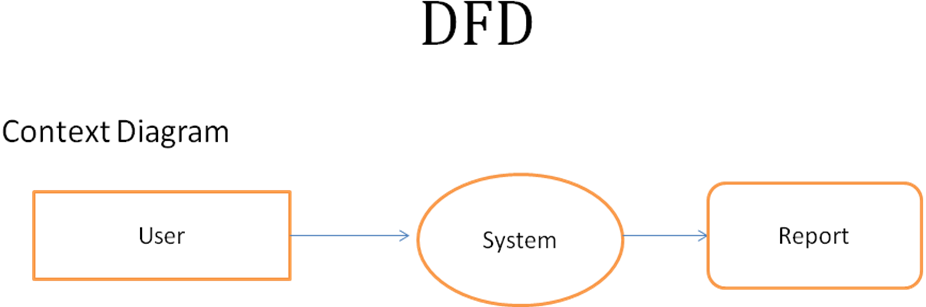 DFD
Context Diagram
User
System
Report